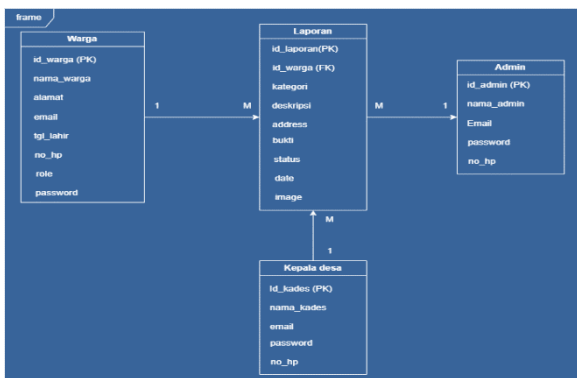 frame
Warga
id_warga (PK)
nama_warga
alamat
email
tgl_lahir
no_hp
role
password
1
M
Laporan
id_laporan(PK)
id_warga (FK)
kategori
deskripsi
address
bukti
status
date
image
M
1
Admin
id_admin (PK)
nama_admin
Email
password
no_hp
M
1
Kepala desa
Id_kades (PK)
nama_kades
email
password
no_hp